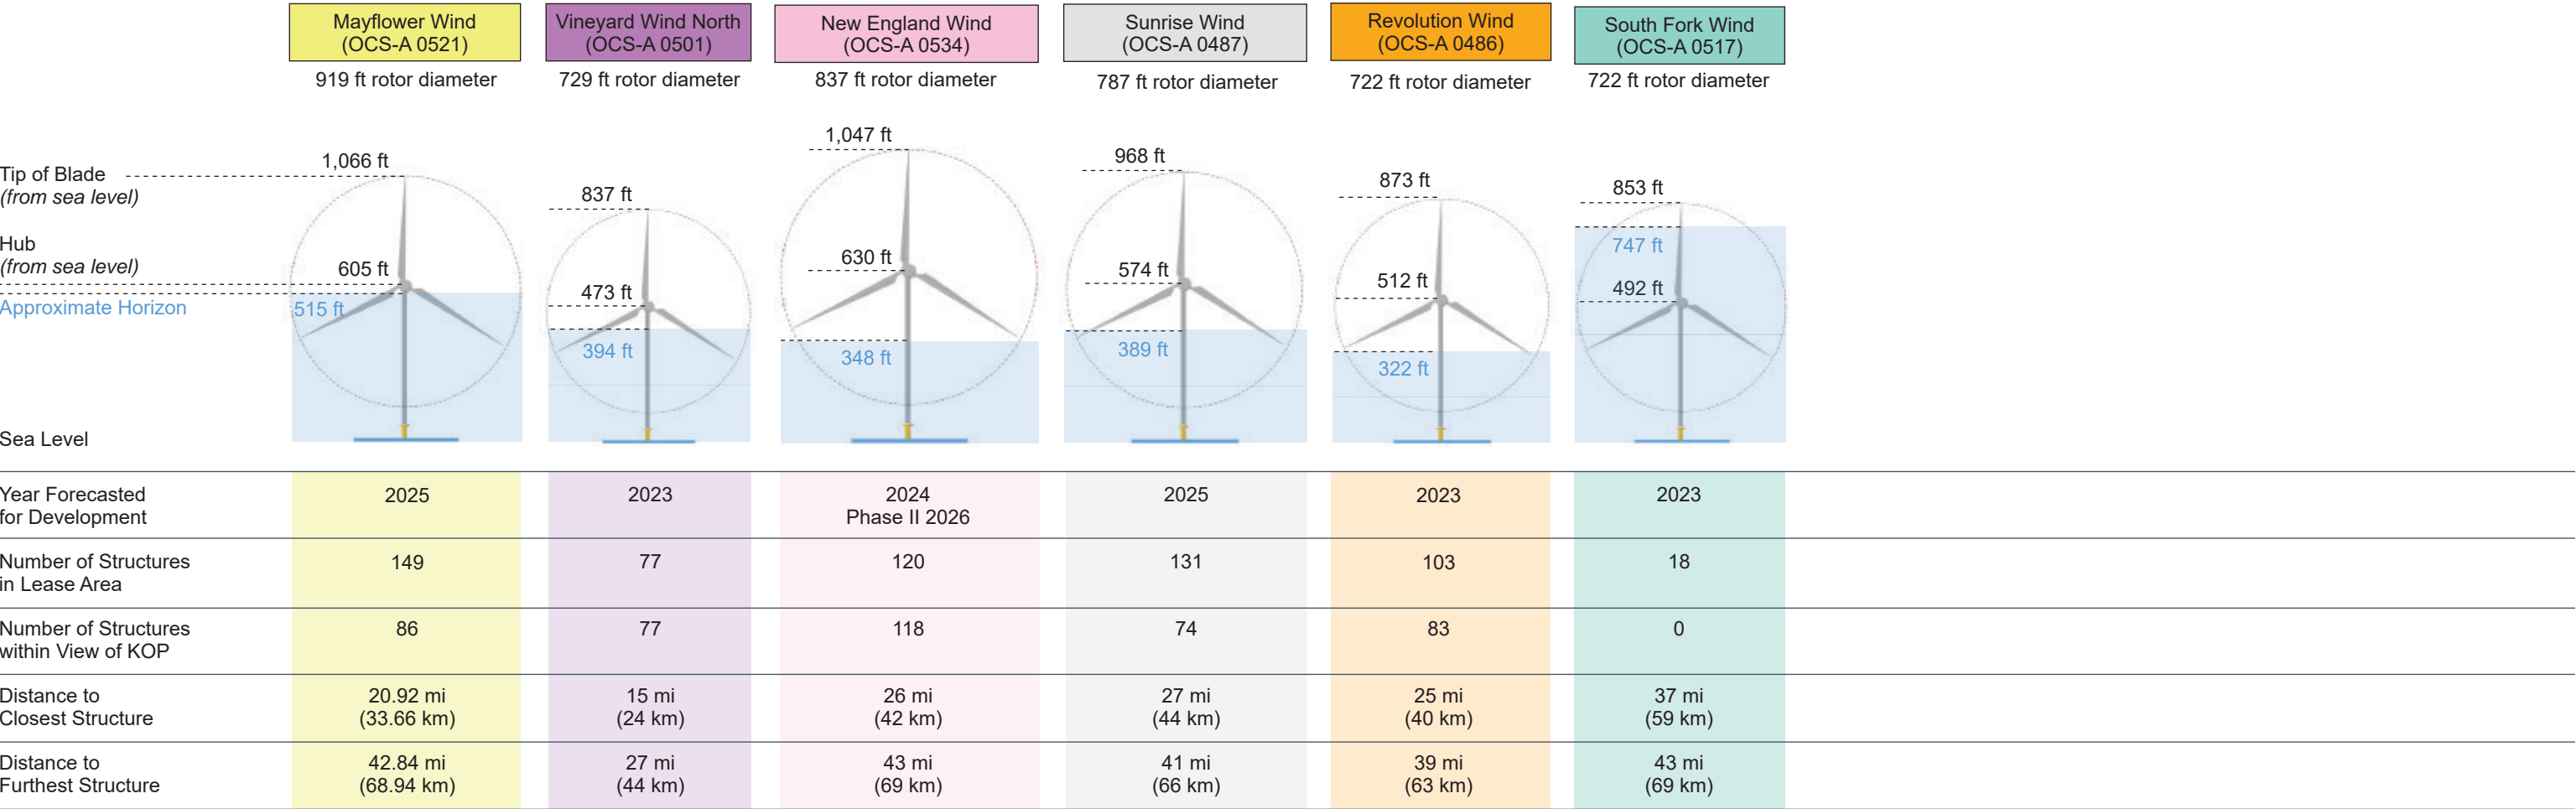 Mayflower Wind
(OCS-A 0521)
Vineyard Wind North
(OCS-A 0501)
New England Wind
(OCS-A 0534)
Sunrise Wind
(OCS-A 0487)
Revolution Wind
(OCS-A 0486)
South Fork Wind
(OCS-A 0517)
919 ft rotor diameter
729 ft rotor diameter
837 ft rotor diameter
787 ft rotor diameter
722 ft rotor diameter
722 ft rotor diameter
Tip of Blade
(from sea level)
Hub
(from sea level)
Approximate Horizon
Sea Level
1,066 ft
605 ft
515 ft
837 ft
473 ft
394 ft
1,047 ft
630 ft
348 ft
968 ft
574 ft
389 ft
873 ft
512 ft
322 ft
853 ft
747 ft
492 ft
Year Forecasted
for Development
2025
2023
2024
Phase II 2026
2025
2023
2023
Number of Structures
in Lease Area
149
77
120
131
103
18
Number of Structures
within View of KOP
86
77
118
74
83
0
Distance to
Closest Structure
20.92 mi
(33.66 km)
15 mi
(24 km)
26 mi
(42 km)
27 mi
(44 km)
25 mi
(40 km)
37 mi
(59 km)
Distance to
Furthest Structure
42.84 mi
(68.94 km)
27 mi
(44 km)
43 mi
(69 km)
41 mi
(66 km)
39 mi
(63 km)
43 mi
(69 km)